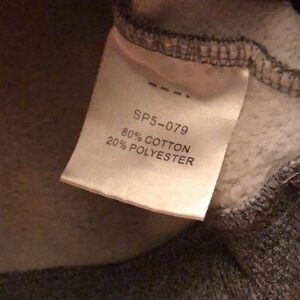 SP5-079
80% COTTON
20% POLYESTER